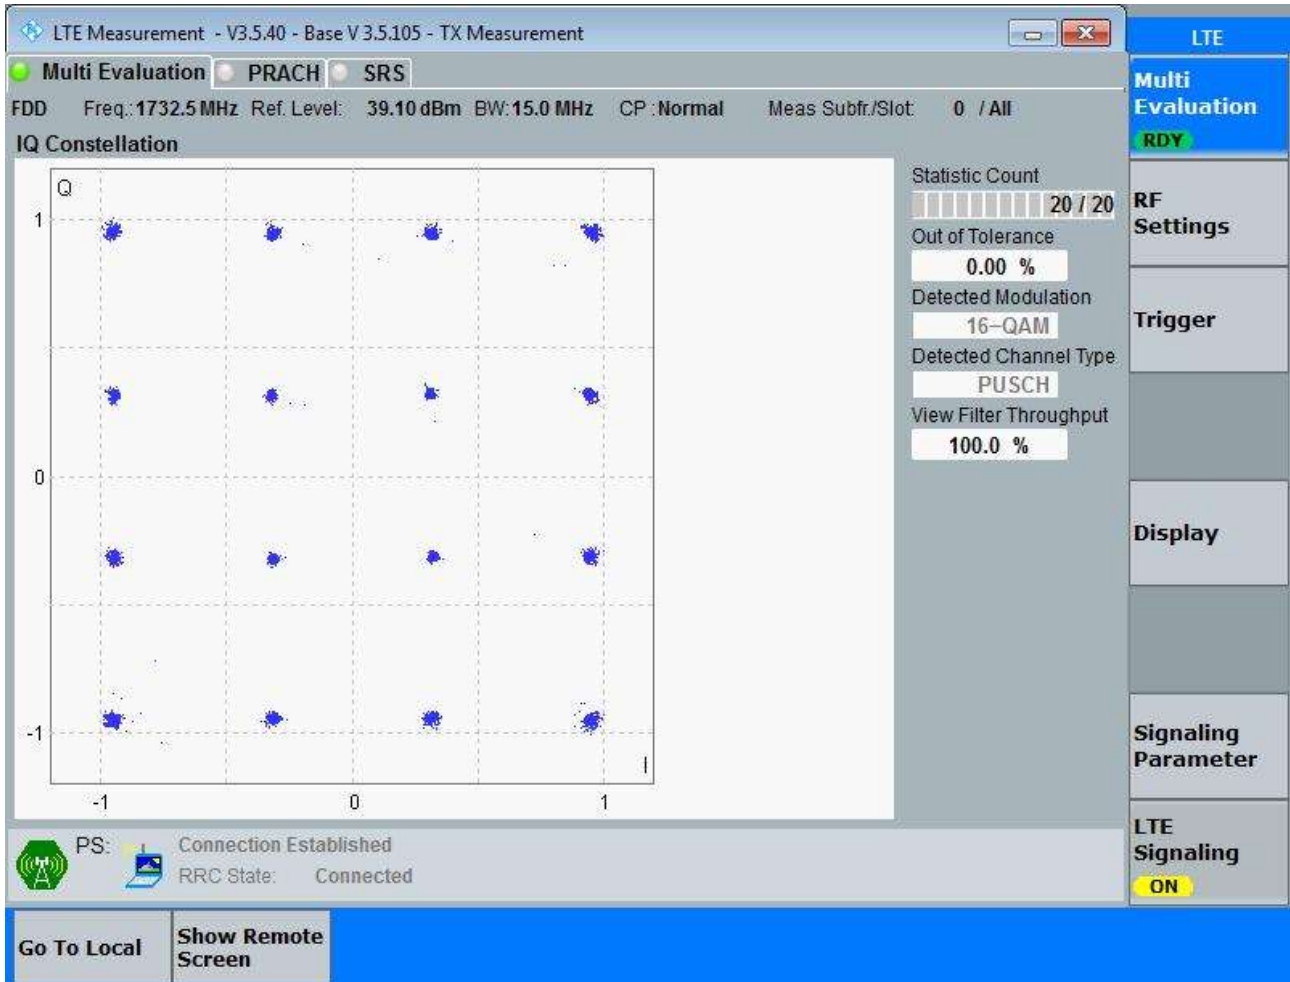 LTE Measurement - V3.5.40 - Base V 3.5.105 - TX Measurement
Multi Evaluation PRACH SRS
FDD Freq.:1732.5 MHz Ref. Level: 39.10 dBm BW:15.0 MHz CP :Normal Meas Subfr./Slot: 0 / All
IQ Constellation
Q
1
0
-1
I
-1 0 1
Statistic Count
20 / 20
Out of Tolerance
0.00 %
Detected Modulation
16-QAM
Detected Channel Type
PUSCH
View Filter Throughput
100.0 %
PS: Connection Established
RRC State: Connected
LTE
Multi
Evaluation
RDY
RF
Settings
Trigger
Display
Signaling
Parameter
LTE
Signaling
ON
Go To Local
Show Remote
Screen